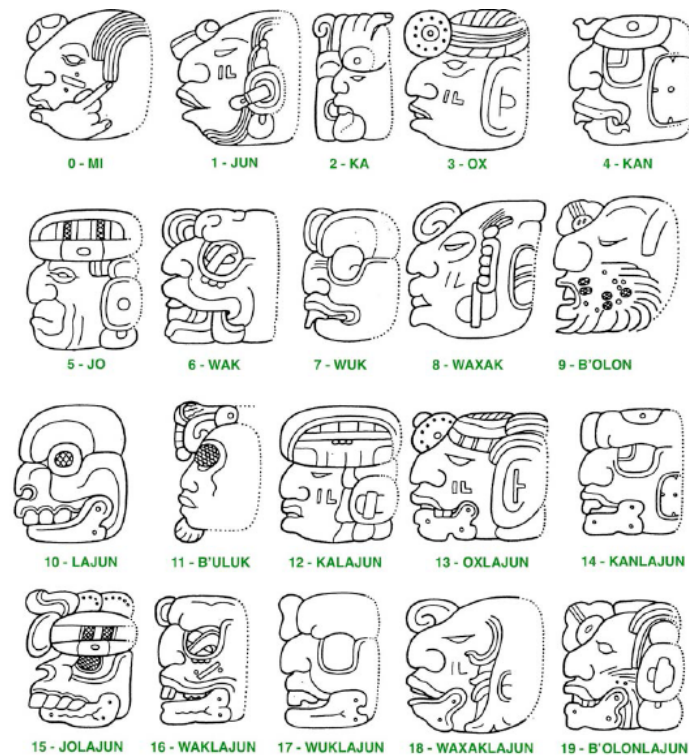 0 - MI
1 - JUN
2 - KA
3 - OX
4 - KAN
5 - JO
6 - WAK
7 - WUK
8 - WAXAK
9 - B'OLON
10 - LAJUN
11 - B'ULUK
12 - KALAJUN
13 - OXLAJUN
14 - KANLAJUN
15 - JOLAJUN
16 - WAKLAJUN
17 - WUKLAJUN
18 - WAXAKLAJUN
19 - B'OLONLAJUN